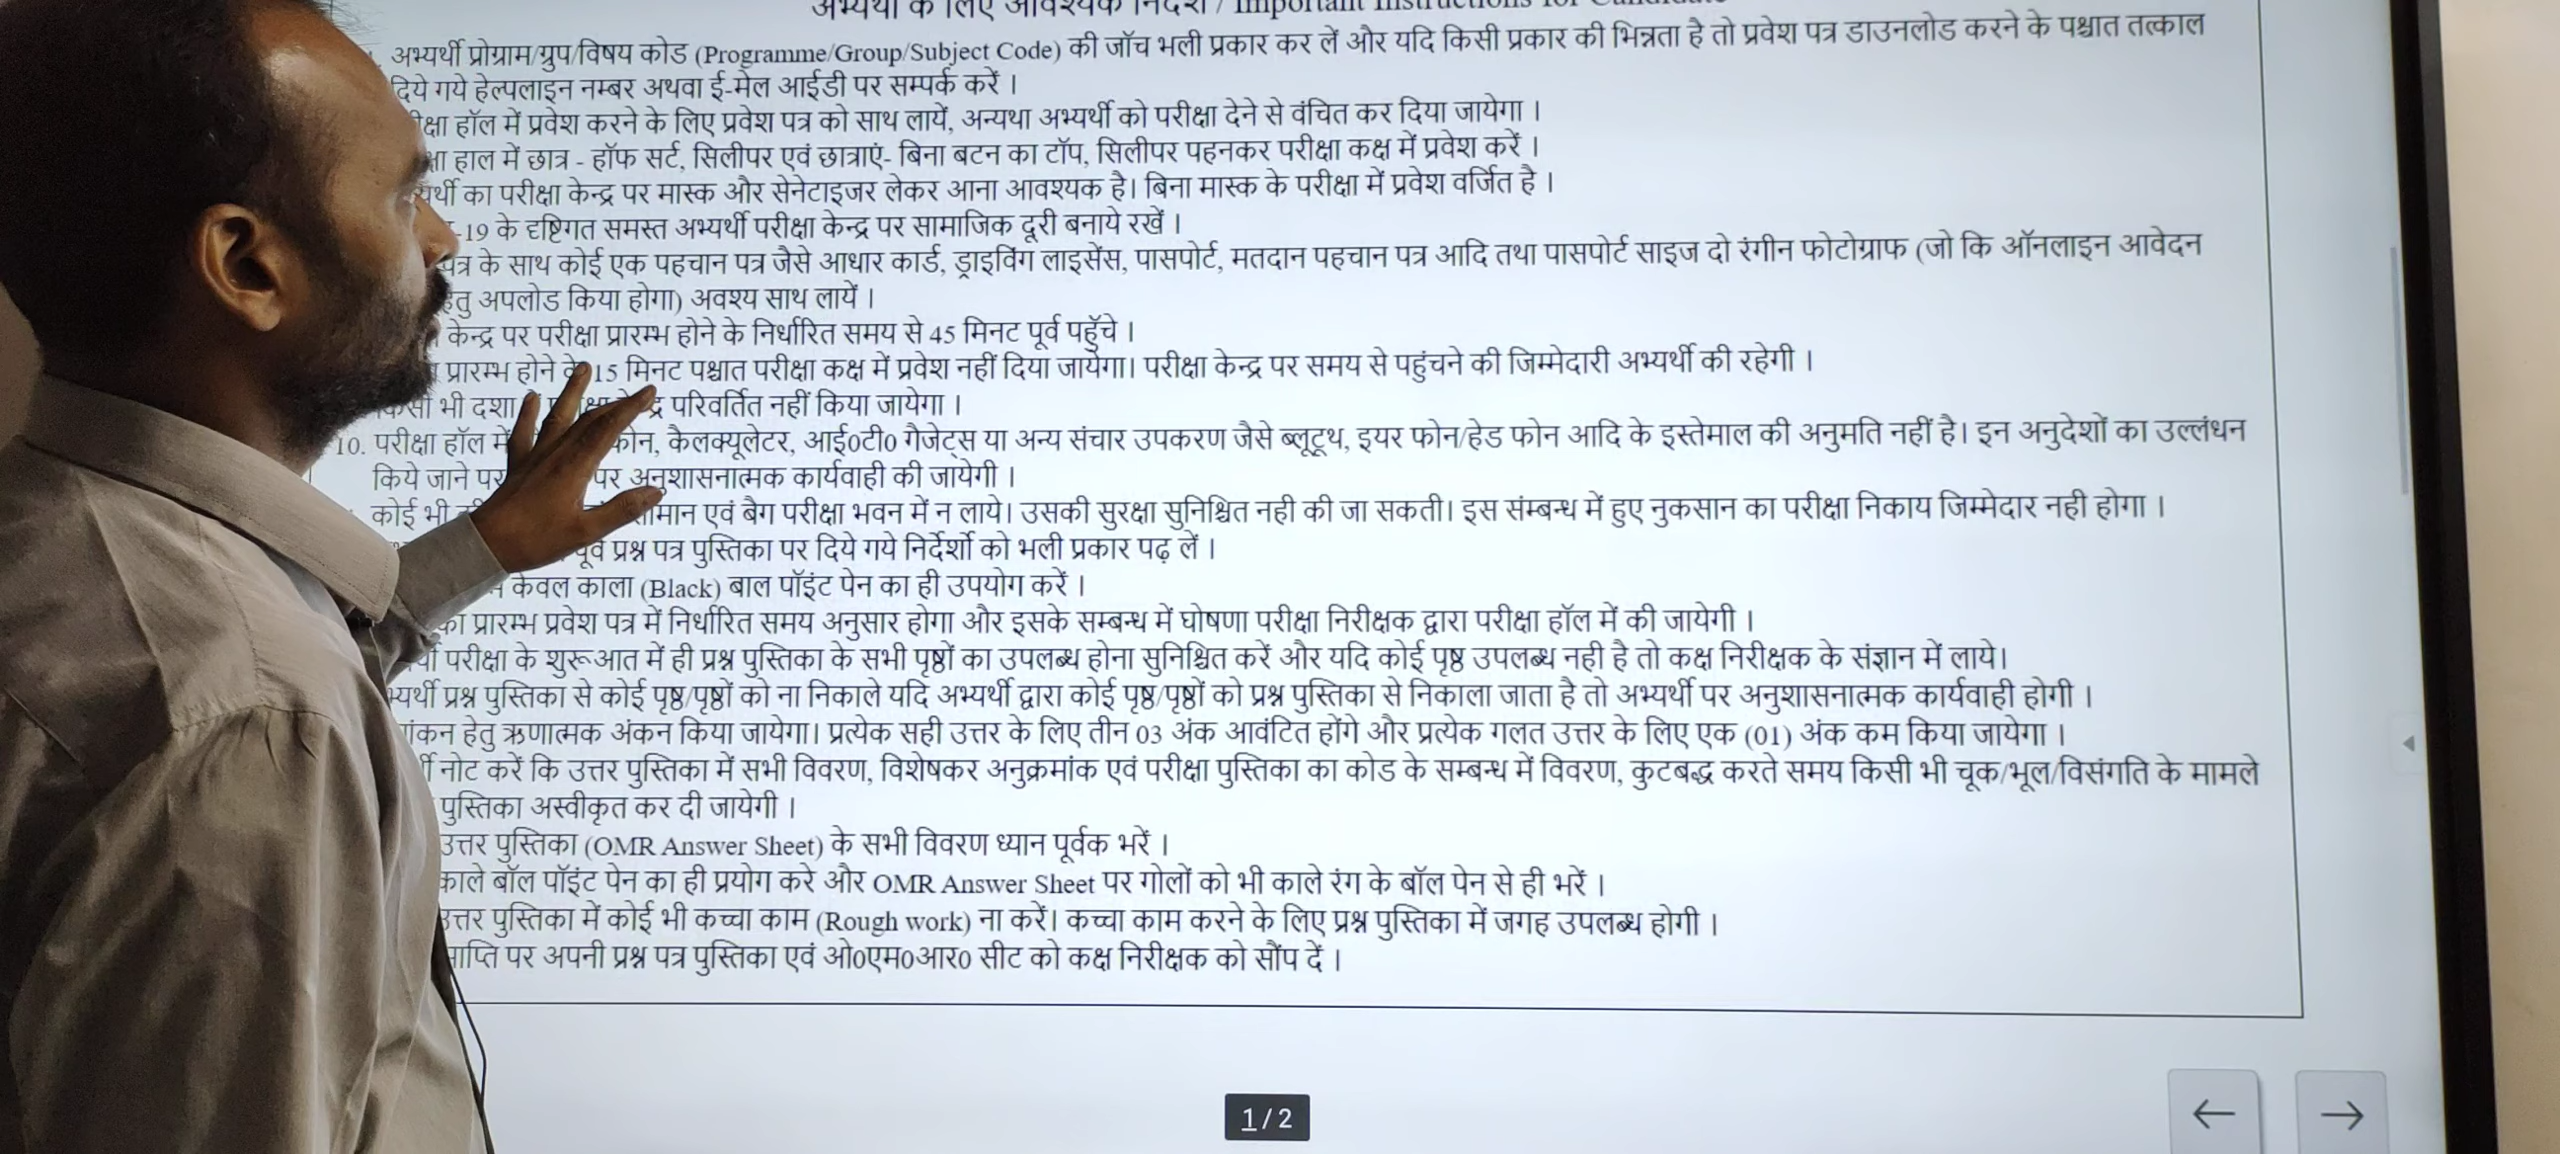 अभ्यर्थी के लिए आवश्यक निर्देश / Important Instructions for Candidate
अभ्यर्थी प्रोग्राम/ग्रुप/विषय कोड (Programme/Group/Subject Code) की जॉच भली प्रकार कर लें और यदि किसी प्रकार की भिन्नता है तो प्रवेश पत्र डाउनलोड करने के पश्चात तत्काल
दिये गये हेल्पलाइन नम्बर अथवा ई-मेल आईडी पर सम्पर्क करें ।
हॉल में प्रवेश करने के लिए प्रवेश पत्र को साथ लायें, अन्यथा अभ्यर्थी को परीक्षा देने से वंचित कर दिया जायेगा ।
हाल में छात्र - हॉफ सर्ट, सिलीपर एवं छात्राएं- बिना बटन का टॉप, सिलीपर पहनकर परीक्षा कक्ष में प्रवेश करें ।
का परीक्षा केन्द्र पर मास्क और सेनेटाइजर लेकर आना आवश्यक है। बिना मास्क के परीक्षा में प्रवेश वर्जित है ।
-19 के दृष्टिगत समस्त अभ्यर्थी परीक्षा केन्द्र पर सामाजिक दूरी बनाये रखें ।
के साथ कोई एक पहचान पत्र जैसे आधार कार्ड, ड्राइविंग लाइसेंस, पासपोर्ट, मतदान पहचान पत्र आदि तथा पासपोर्ट साइज दो रंगीन फोटोग्राफ (जो कि ऑनलाइन आवेदन
अपलोड किया होगा) अवश्य साथ लायें ।
केन्द्र पर परीक्षा प्रारम्भ होने के निर्धारित समय से 45 मिनट पूर्व पहुँचे ।
प्रारम्भ होने के 15 मिनट पश्चात परीक्षा कक्ष में प्रवेश नहीं दिया जायेगा। परीक्षा केन्द्र पर समय से पहुंचने की जिम्मेदारी अभ्यर्थी की रहेगी ।
भी दशा परिवर्तित नहीं किया जायेगा ।
10. परीक्षा हॉल में फोन, कैलक्यूलेटर, आई0टी0 गैजेट्स या अन्य संचार उपकरण जैसे ब्लूटूथ, इयर फोन/हेड फोन आदि के इस्तेमाल की अनुमति नहीं है। इन अनुदेशों का उल्लंधन
किये जाने पर पर अनुशासनात्मक कार्यवाही की जायेगी ।
कोई भी एवं बैग परीक्षा भवन में न लाये। उसकी सुरक्षा सुनिश्चित नही की जा सकती। इस संम्बन्ध में हुए नुकसान का परीक्षा निकाय जिम्मेदार नही होगा ।
पूर्व प्रश्न पत्र पुस्तिका पर दिये गये निर्देर्शो को भली प्रकार पढ़ लें ।
केवल काला (Black) बाल पॉइंट पेन का ही उपयोग करें ।
का प्रारम्भ प्रवेश पत्र में निर्धारित समय अनुसार होगा और इसके सम्बन्ध में घोषणा परीक्षा निरीक्षक द्वारा परीक्षा हॉल में की जायेगी ।
परीक्षा के शुरूआत में ही प्रश्न पुस्तिका के सभी पृष्ठों का उपलब्ध होना सुनिश्चित करें और यदि कोई पृष्ठ उपलब्ध नही है तो कक्ष निरीक्षक के संज्ञान में लाये।
प्रश्न पुस्तिका से कोई पृष्ठ/पृष्ठों को ना निकाले यदि अभ्यर्थी द्वारा कोई पृष्ठ/पृष्ठों को प्रश्न पुस्तिका से निकाला जाता है तो अभ्यर्थी पर अनुशासनात्मक कार्यवाही होगी ।
हेतु ऋणात्मक अंकन किया जायेगा। प्रत्येक सही उत्तर के लिए तीन 03 अंक आवंटित होंगे और प्रत्येक गलत उत्तर के लिए एक (01) अंक कम किया जायेगा ।
नोट करें कि उत्तर पुस्तिका में सभी विवरण, विशेषकर अनुक्रमांक एवं परीक्षा पुस्तिका का कोड के सम्बन्ध में विवरण, कुटबद्ध करते समय किसी भी चूक/भूल/विसंगति के मामले
पुस्तिका अस्वीकृत कर दी जायेगी ।
उत्तर पुस्तिका (OMR Answer Sheet) के सभी विवरण ध्यान पूर्वक भरें ।
काले बॉल पॉइंट पेन का ही प्रयोग करे और OMR Answer Sheet पर गोलों को भी काले रंग के बॉल पेन से ही भरें ।
उत्तर पुस्तिका में कोई भी कच्चा काम (Rough work) ना करें। कच्चा काम करने के लिए प्रश्न पुस्तिका में जगह उपलब्ध होगी ।
पर अपनी प्रश्न पत्र पुस्तिका एवं ओ0एम0आर0 सीट को कक्ष निरीक्षक को सौंप दें ।
1 / 2